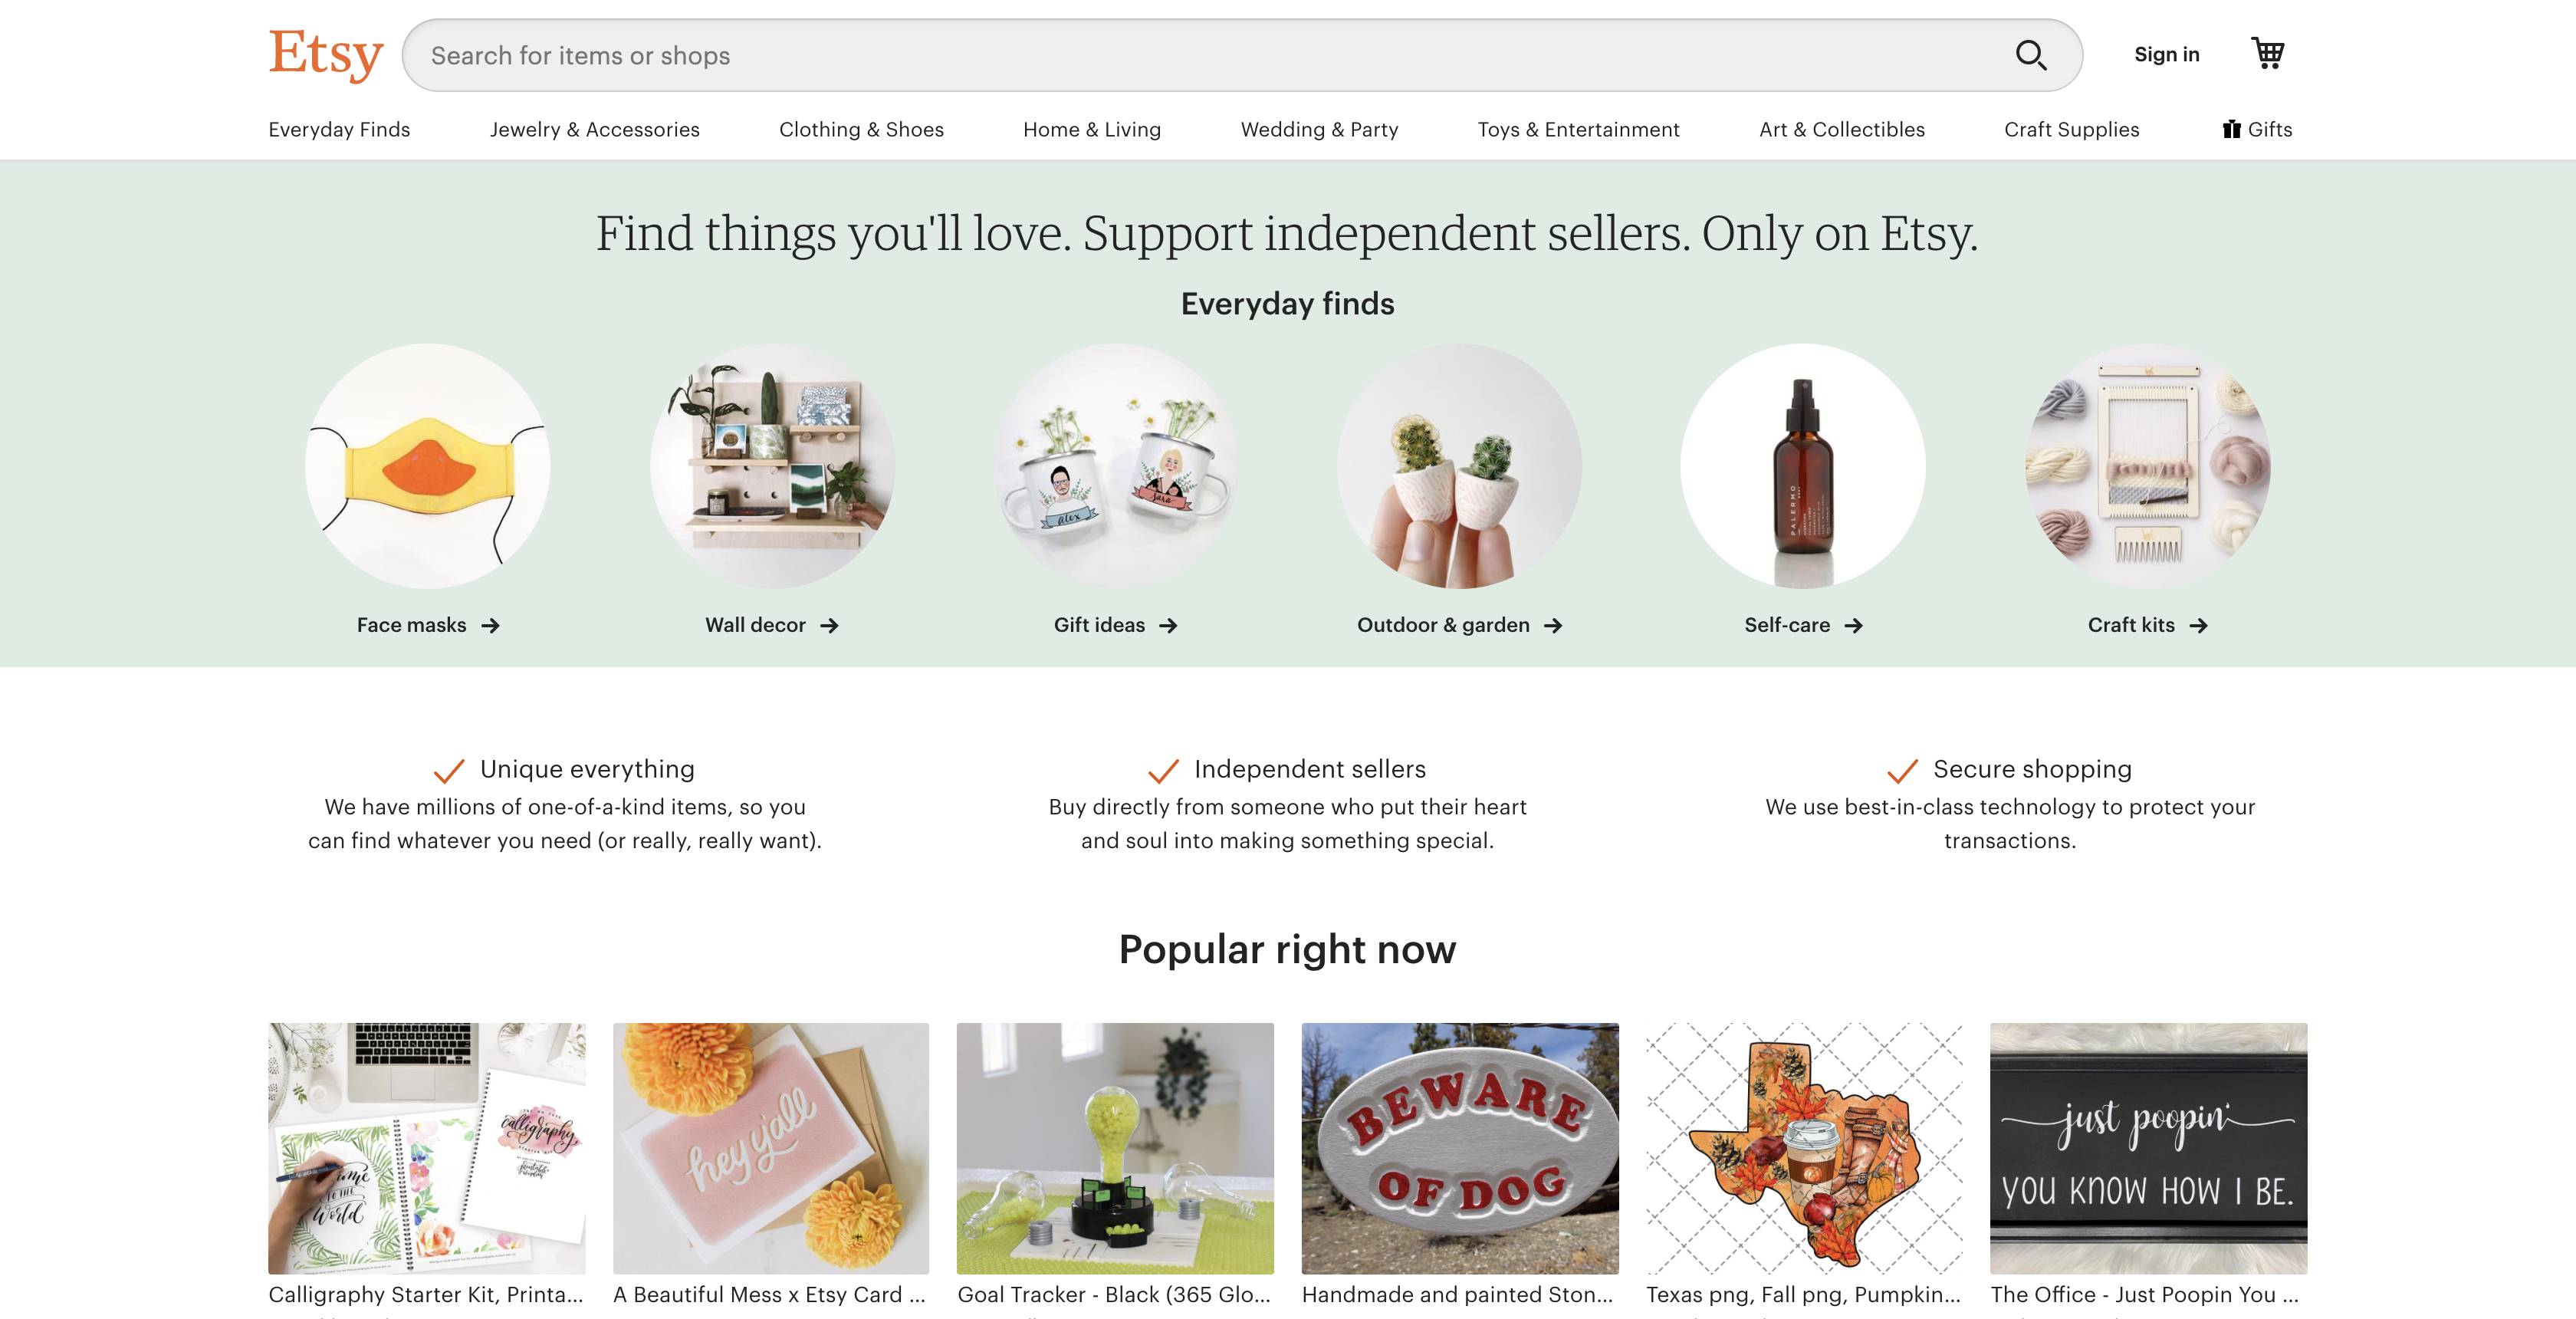 Etsy
Search for items or shops
Sign in
Everyday Finds
Jewelry & Accessories
Clothing & Shoes
Home & Living
Wedding & Party
Toys & Entertainment
Art & Collectibles
Craft Supplies
Gifts
Find things you'll love. Support independent sellers. Only on Etsy.
Everyday finds
alex
sara
PALERMO
Face masks
Wall decor
Gift ideas
Outdoor & garden
Self-care
Craft kits
Unique everything
We have millions of one-of-a-kind items, so you
can find whatever you need (or really, really want).
Independent sellers
Buy directly from someone who put their heart
and soul into making something special.
Secure shopping
We use best-in-class technology to protect your
transactions.
Popular right now
TO THE
World
calligraphy
hey y'all
BEWARE
OF DOG
just poopin'
YOU KNOW HOW I BE.
Calligraphy Starter Kit, Printa...
A Beautiful Mess x Etsy Card ...
Goal Tracker - Black (365 Glo...
Handmade and painted Ston...
Texas png, Fall png, Pumpkin...
The Office - Just Poopin You ...